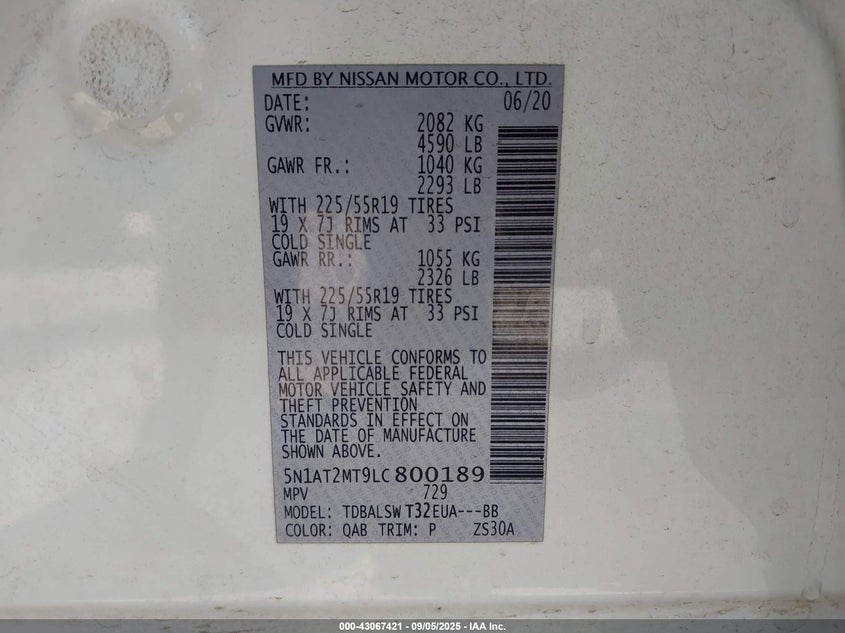 MFD BY NISSAN MOTOR CO., LTD.
DATE: 06/20
GVWR: 2082 KG
4590 LB
GAWR FR.: 1040 KG
2293 LB
WITH 225/55R19 TIRES
19 X 7J RIMS AT 33 PSI
COLD SINGLE
GAWR RR.: 1055 KG
2326 LB
WITH 225/55R19 TIRES
19 X 7J RIMS AT 33 PSI
COLD SINGLE
THIS VEHICLE CONFORMS TO
ALL APPLICABLE FEDERAL
MOTOR VEHICLE SAFETY AND
THEFT PREVENTION
STANDARDS IN EFFECT ON
THE DATE OF MANUFACTURE
SHOWN ABOVE.
5N1AT2MT9LC800189
MPV 729
MODEL: TDBALSW T32EUA---BB
COLOR: QAB TRIM: P ZS30A
000-43067421 - 09/05/2025 - IAA Inc.